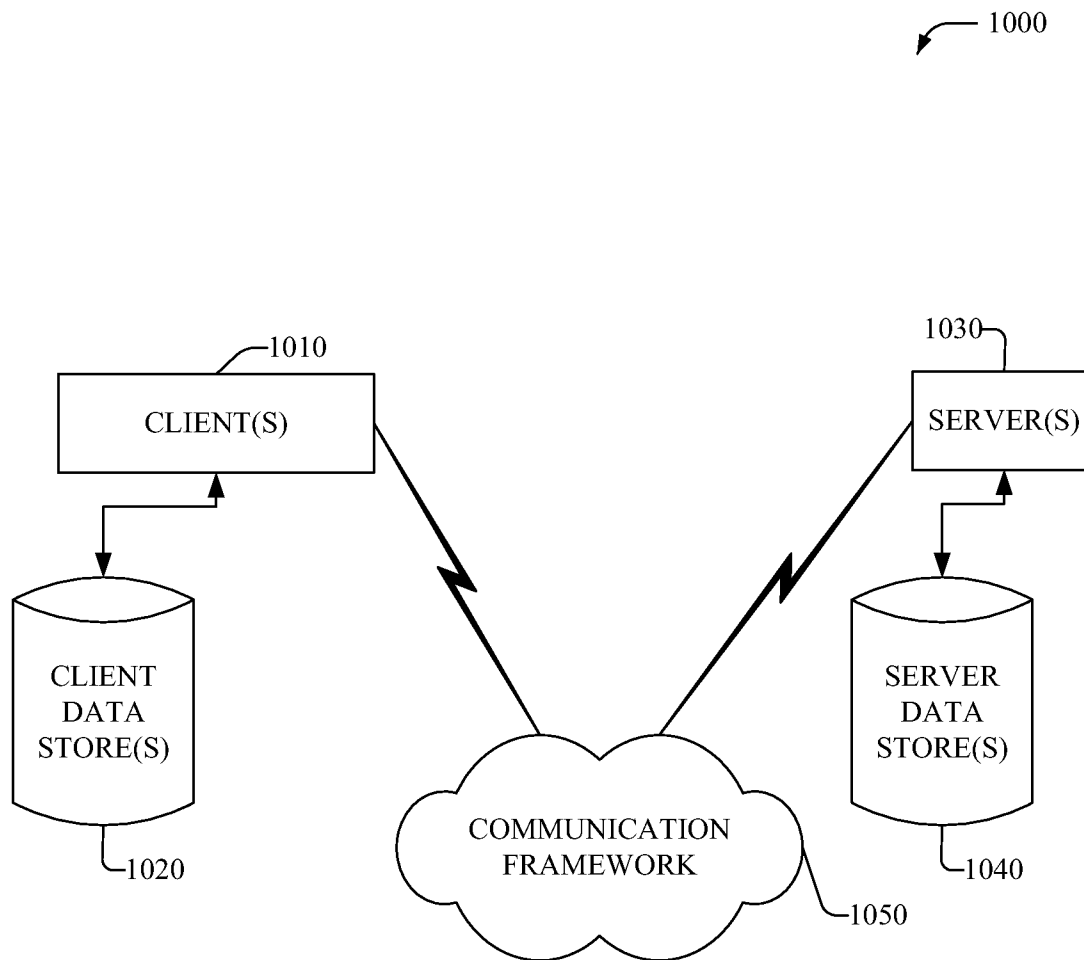 1000
1010
1030
CLIENT(S)
SERVER(S)
CLIENT
DATA
STORE(S)
SERVER
DATA
STORE(S)
COMMUNICATION
FRAMEWORK
1020
1040
1050